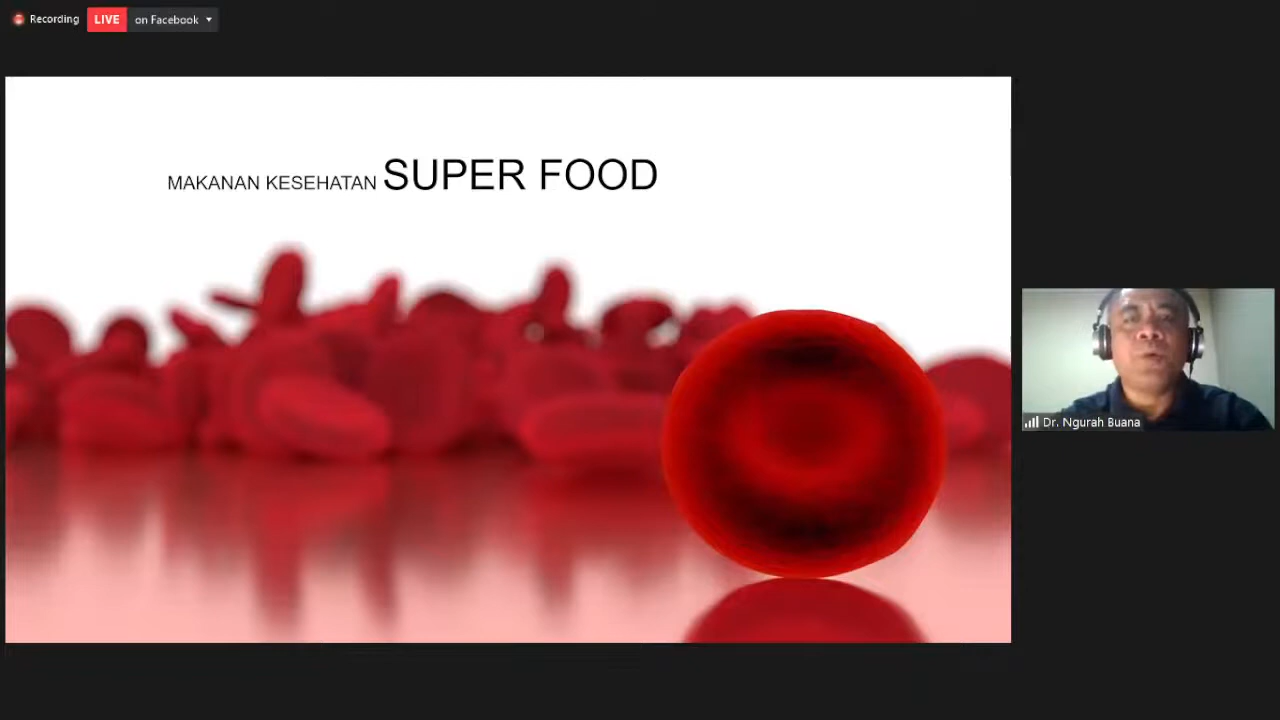 Recording
LIVE on Facebook
MAKANAN KESEHATAN SUPER FOOD
Dr. Ngurah Buana